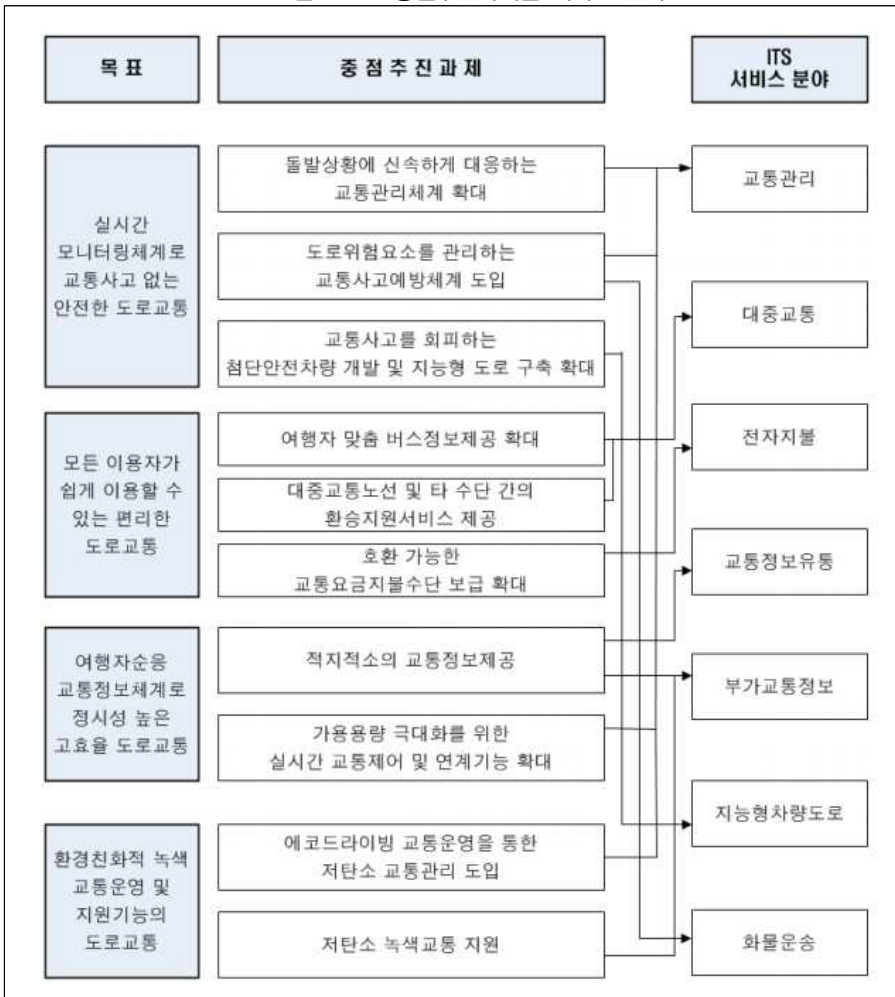 목 표
중 점 추 진 과 제
ITS
서비스 분야
실시간
모니터링체계로
교통사고 없는
안전한 도로교통
돌발상황에 신속하게 대응하는
교통관리체계 확대
도로위험요소를 관리하는
교통사고예방체계 도입
교통사고를 회피하는
첨단안전차량 개발 및 지능형 도로 구축 확대
모든 이용자가
쉽게 이용할 수
있는 편리한
도로교통
여행자 맞춤 버스정보제공 확대
대중교통노선 및 타 수단 간의
환승지원서비스 제공
호환 가능한
교통요금지불수단 보급 확대
여행자순응
교통정보체계로
정시성 높은
고효율 도로교통
적지적소의 교통정보제공
가용용량 극대화를 위한
실시간 교통제어 및 연계기능 확대
환경친화적 녹색
교통운영 및
지원기능의
도로교통
에코드라이빙 교통운영을 통한
저탄소 교통관리 도입
저탄소 녹색교통 지원
교통관리
대중교통
전자지불
교통정보유통
부가교통정보
지능형차량도로
화물운송